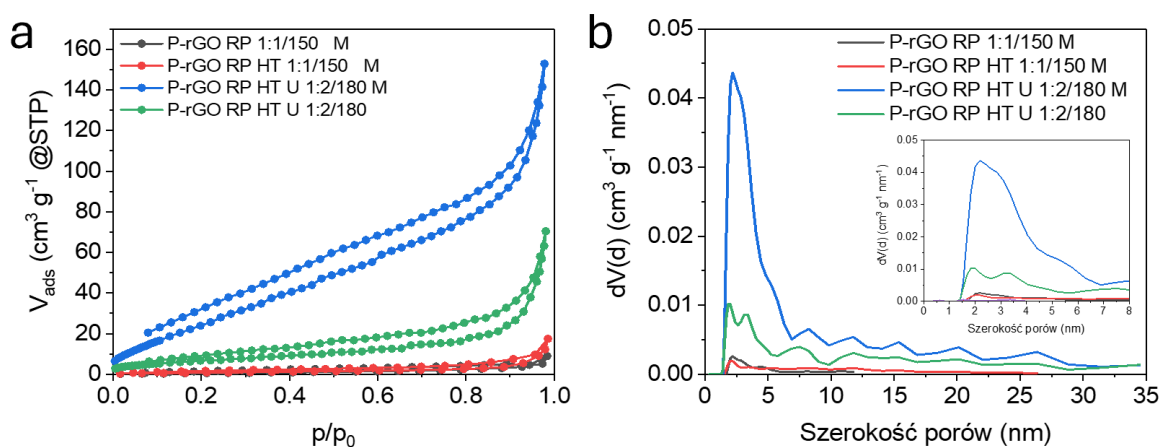 a
P-rGO RP 1:1/150 M
P-rGO RP HT 1:1/150 M
P-rGO RP HT U 1:2/180 M
P-rGO RP HT U 1:2/180
Vads (cm³ g⁻¹ @STP)
160
140
120
100
80
60
40
20
0
0.0 0.2 0.4 0.6 0.8 1.0
p/p₀
b
P-rGO RP 1:1/150 M
P-rGO RP HT 1:1/150 M
P-rGO RP HT U 1:2/180 M
P-rGO RP HT U 1:2/180
dV(d) (cm³ g⁻¹ nm⁻¹)
0.05
0.04
0.03
0.02
0.01
0.00
0 5 10 15 20 25 30 35
Szerokość porów (nm)
dV(d) (cm³ g⁻¹ nm⁻¹)
0.05
0.04
0.03
0.02
0.01
0.00
0 1 2 3 4 5 6 7 8
Szerokość porów (nm)